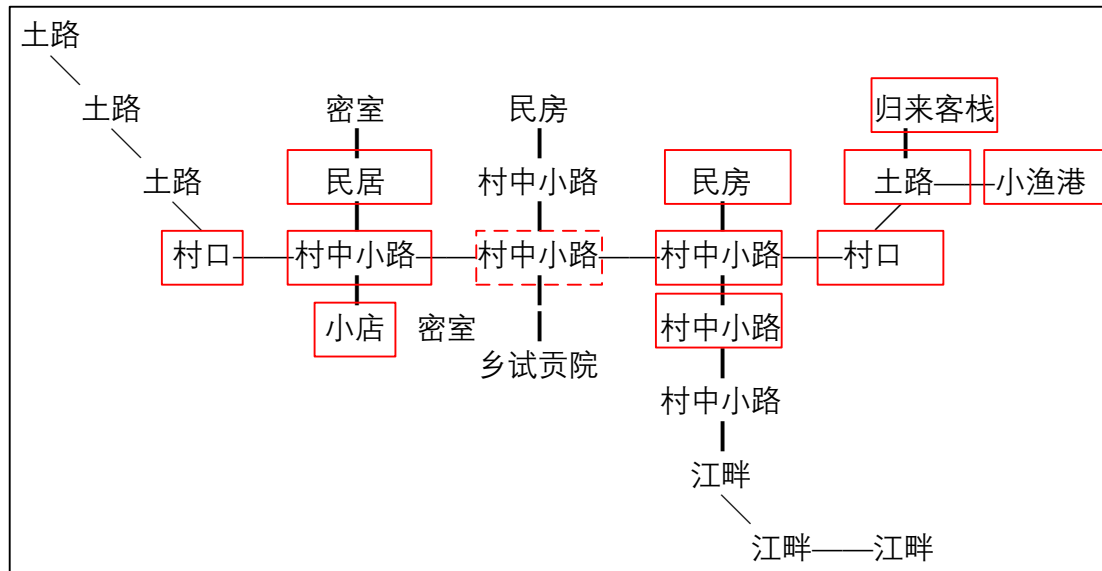 土路
土路 密室 民房 归来客栈
土路 民居 村中小路 民房 土路 小渔港
村口 村中小路 村中小路 村中小路 村口
小店 密室 村中小路
乡试贡院
村中小路
江畔
江畔 江畔